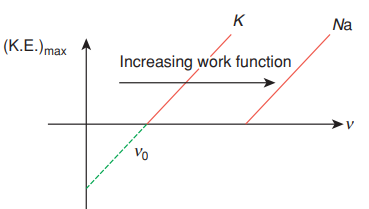 K
Na
(K.E.)max
Increasing work function
ν
ν0